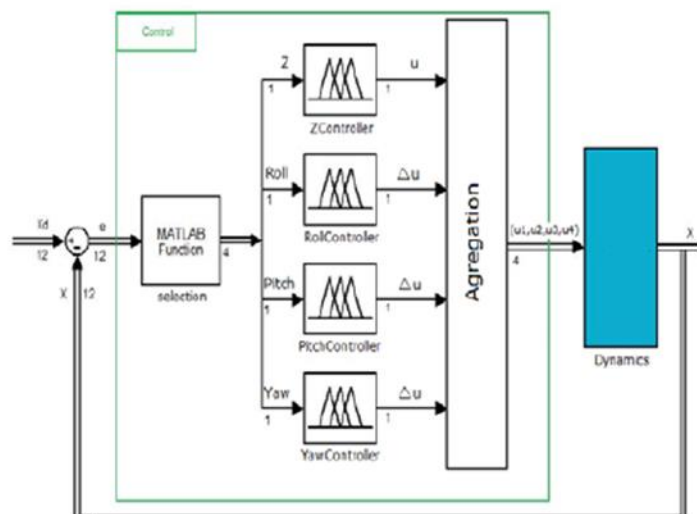 Control
Z
1
u
1
ZController
Roll
1
Δu
1
RollController
Xd
12
e
12
MATLAB
Function
4
selection
X
12
Pitch
1
Δu
1
PitchController
Yaw
1
Δu
1
YawController
Agregation
(u1,u2,u3,u4)
4
Dynamics
X